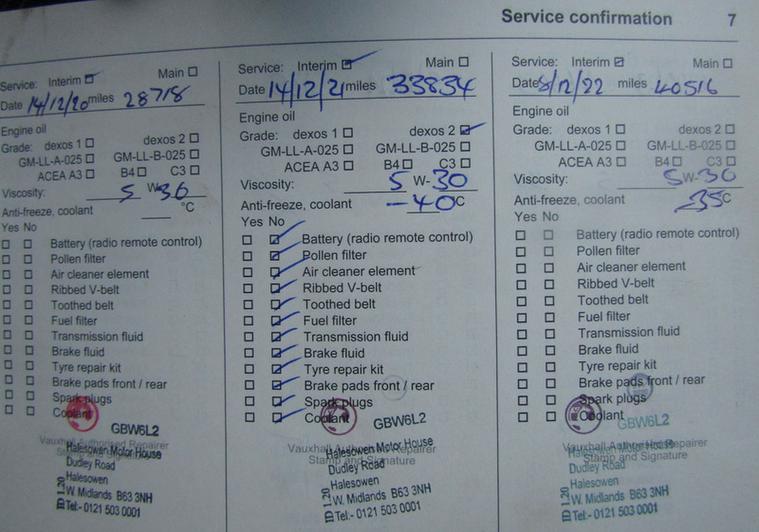 Service confirmation 7
Service: Interim ☑ Main ☐
Date 14/12/20 miles 28718
Engine oil
Grade: dexos 1 ☐ dexos 2 ☐
GM-LL-A-025 ☐ GM-LL-B-025 ☐
ACEA A3 ☐ B4 ☐ C3 ☐
Viscosity: 5 W-30
Anti-freeze, coolant °C
Yes No
☐ ☐ Battery (radio remote control)
☐ ☐ Pollen filter
☐ ☐ Air cleaner element
☐ ☐ Ribbed V-belt
☐ ☐ Toothed belt
☐ ☐ Fuel filter
☐ ☐ Transmission fluid
☐ ☐ Brake fluid
☐ ☐ Tyre repair kit
☐ ☐ Brake pads front / rear
☐ ☐ Spark plugs
☐ ☐ Coolant
GBW6L2
Vauxhall Authorised Repairer
Stamp and Signature
Halesowen Motor House
Dudley Road
Halesowen
W. Midlands B63 3NH
Tel:- 0121 503 0001
Service: Interim ☑ Main ☐
Date 14/12/21 miles 33834
Engine oil
Grade: dexos 1 ☐ dexos 2 ☑
GM-LL-A-025 ☐ GM-LL-B-025 ☐
ACEA A3 ☐ B4 ☐ C3 ☐
Viscosity: 5 W-30
Anti-freeze, coolant -40°C
Yes No
☐ ☑ Battery (radio remote control)
☐ ☑ Pollen filter
☐ ☑ Air cleaner element
☐ ☑ Ribbed V-belt
☐ ☑ Toothed belt
☐ ☑ Fuel filter
☐ ☑ Transmission fluid
☐ ☑ Brake fluid
☐ ☑ Tyre repair kit
☐ ☑ Brake pads front / rear
☐ ☑ Spark plugs
☐ ☑ Coolant
GBW6L2
Vauxhall Authorised Repairer
Stamp and Signature
Halesowen Motor House
Dudley Road
Halesowen
W. Midlands B63 3NH
Tel:- 0121 503 0001
Service: Interim ☑ Main ☐
Date miles 40516
Engine oil
Grade: dexos 1 ☐ dexos 2 ☐
GM-LL-A-025 ☐ GM-LL-B-025 ☐
ACEA A3 ☐ B4 ☐ C3 ☐
Viscosity: 5 W-30
Anti-freeze, coolant -35°C
Yes No
☐ ☐ Battery (radio remote control)
☐ ☐ Pollen filter
☐ ☐ Air cleaner element
☐ ☐ Ribbed V-belt
☐ ☐ Toothed belt
☐ ☐ Fuel filter
☐ ☐ Transmission fluid
☐ ☐ Brake fluid
☐ ☐ Tyre repair kit
☐ ☐ Brake pads front / rear
☐ ☐ Spark plugs
☐ ☐ Coolant
GBW6L2
Vauxhall Authorised Repairer
Stamp and Signature
Halesowen Motor House
Dudley Road
Halesowen
W. Midlands B63 3NH
Tel:- 0121 503 0001